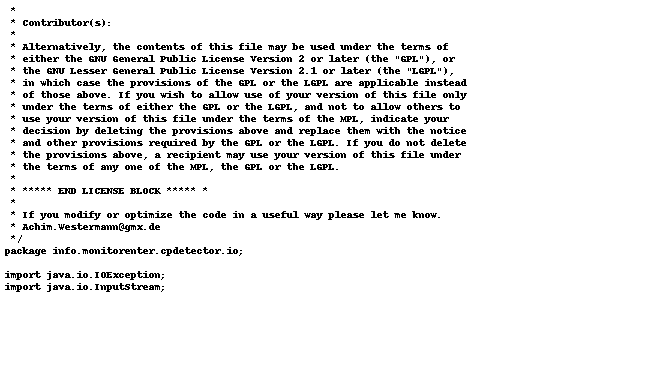 *
* Contributor(s):
*
* Alternatively, the contents of this file may be used under the terms of
* either the GNU General Public License Version 2 or later (the "GPL"), or
* the GNU Lesser General Public License Version 2.1 or later (the "LGPL"),
* in which case the provisions of the GPL or the LGPL are applicable instead
* of those above. If you wish to allow use of your version of this file only
* under the terms of either the GPL or the LGPL, and not to allow others to
* use your version of this file under the terms of the MPL, indicate your
* decision by deleting the provisions above and replace them with the notice
* and other provisions required by the GPL or the LGPL. If you do not delete
* the provisions above, a recipient may use your version of this file under
* the terms of any one of the MPL, the GPL or the LGPL.
*
* ***** END LICENSE BLOCK ***** *
*
* If you modify or optimize the code in a useful way please let me know.
* Achim.Westermann@gmx.de
*/
package info.monitorenter.cpdetector.io;

import java.io.IOException;
import java.io.InputStream;